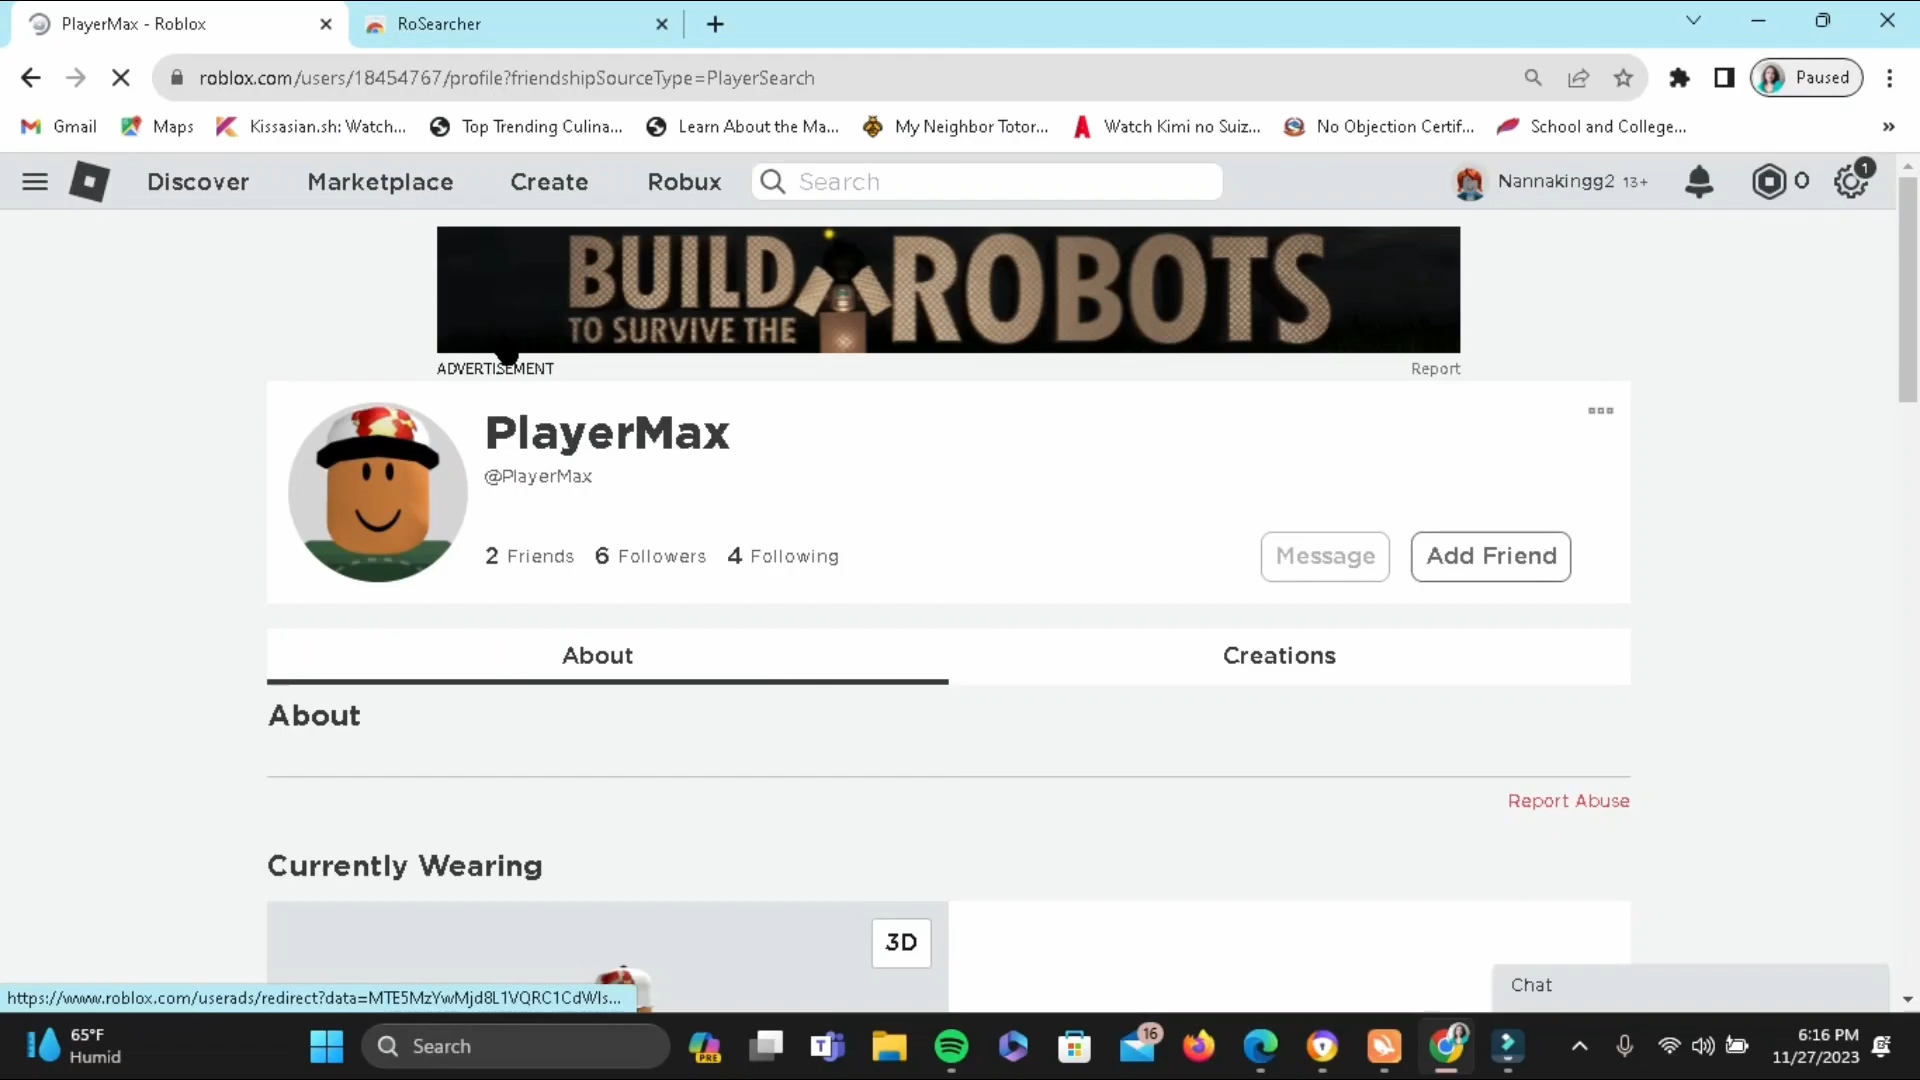 PlayerMax - Roblox
RoSearcher
roblox.com/users/18454767/profile?friendshipSourceType=PlayerSearch
Paused
Gmail
Maps
Kissasian.sh: Watch...
Top Trending Culina...
Learn About the Ma...
My Neighbor Totor...
Watch Kimi no Suiz...
No Objection Certif...
School and College...
»
Discover
Marketplace
Create
Robux
Search
Nannakingg2 13+
0
1
BUILD TO SURVIVE THE ROBOTS
ADVERTISEMENT
Report
PlayerMax
@PlayerMax
2 Friends 6 Followers 4 Following
Message
Add Friend
About
Creations
About
Report Abuse
Currently Wearing
3D
Chat
https://www.roblox.com/userads/redirect?data=MTE5MzYwMjd8L1VQRC1CdWls...
65°F
Humid
Search
PRE
16
6:16 PM
11/27/2023